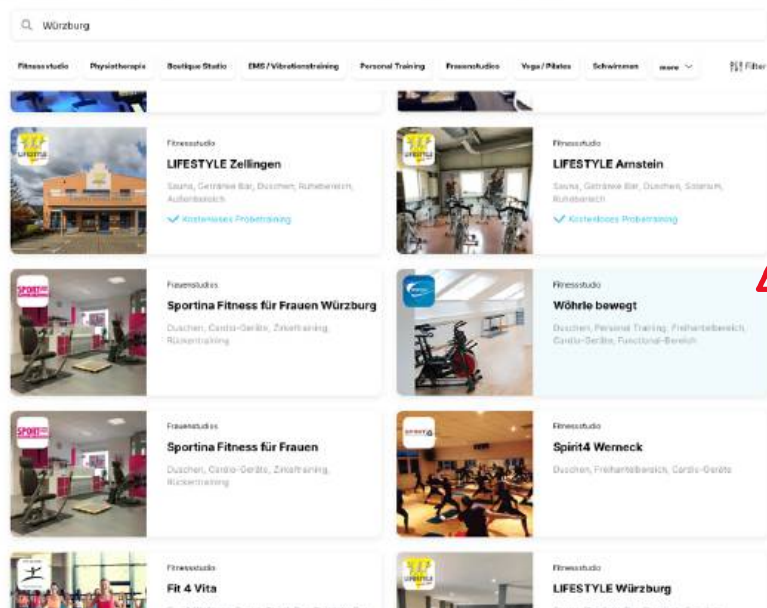 Würzburg
Fitnessstudio Physiotherapie Boutique Studio EMS / Vibrationstraining Personal Training Frauenstudios Yoga / Pilates Schwimmen more Filter
Fitnessstudio
LIFESTYLE Zellingen
Sauna, Getränke Bar, Duschen, Ruhebereich,
Außenbereich
Kostenloses Probetraining
LIFESTYLE
Fitnessstudio
LIFESTYLE Arnstein
Sauna, Getränke Bar, Duschen, Solarium,
Ruhebereich
Kostenloses Probetraining
LIFESTYLE
Frauenstudios
Sportina Fitness für Frauen Würzburg
Duschen, Cardio-Geräte, Zirkeltraining,
Rückentraining
Fitnessstudio
Wöhrle bewegt
Duschen, Personal Training, Freihantelbereich,
Cardio-Geräte, Functional-Bereich
Frauenstudios
Sportina Fitness für Frauen
Duschen, Cardio-Geräte, Zirkeltraining,
Rückentraining
SPIRIT4
Fitnessstudio
Spirit4 Werneck
Duschen, Freihantelbereich, Cardio-Geräte
Fitnessstudio
Fit 4 Vita
LIFESTYLE
Fitnessstudio
LIFESTYLE Würzburg